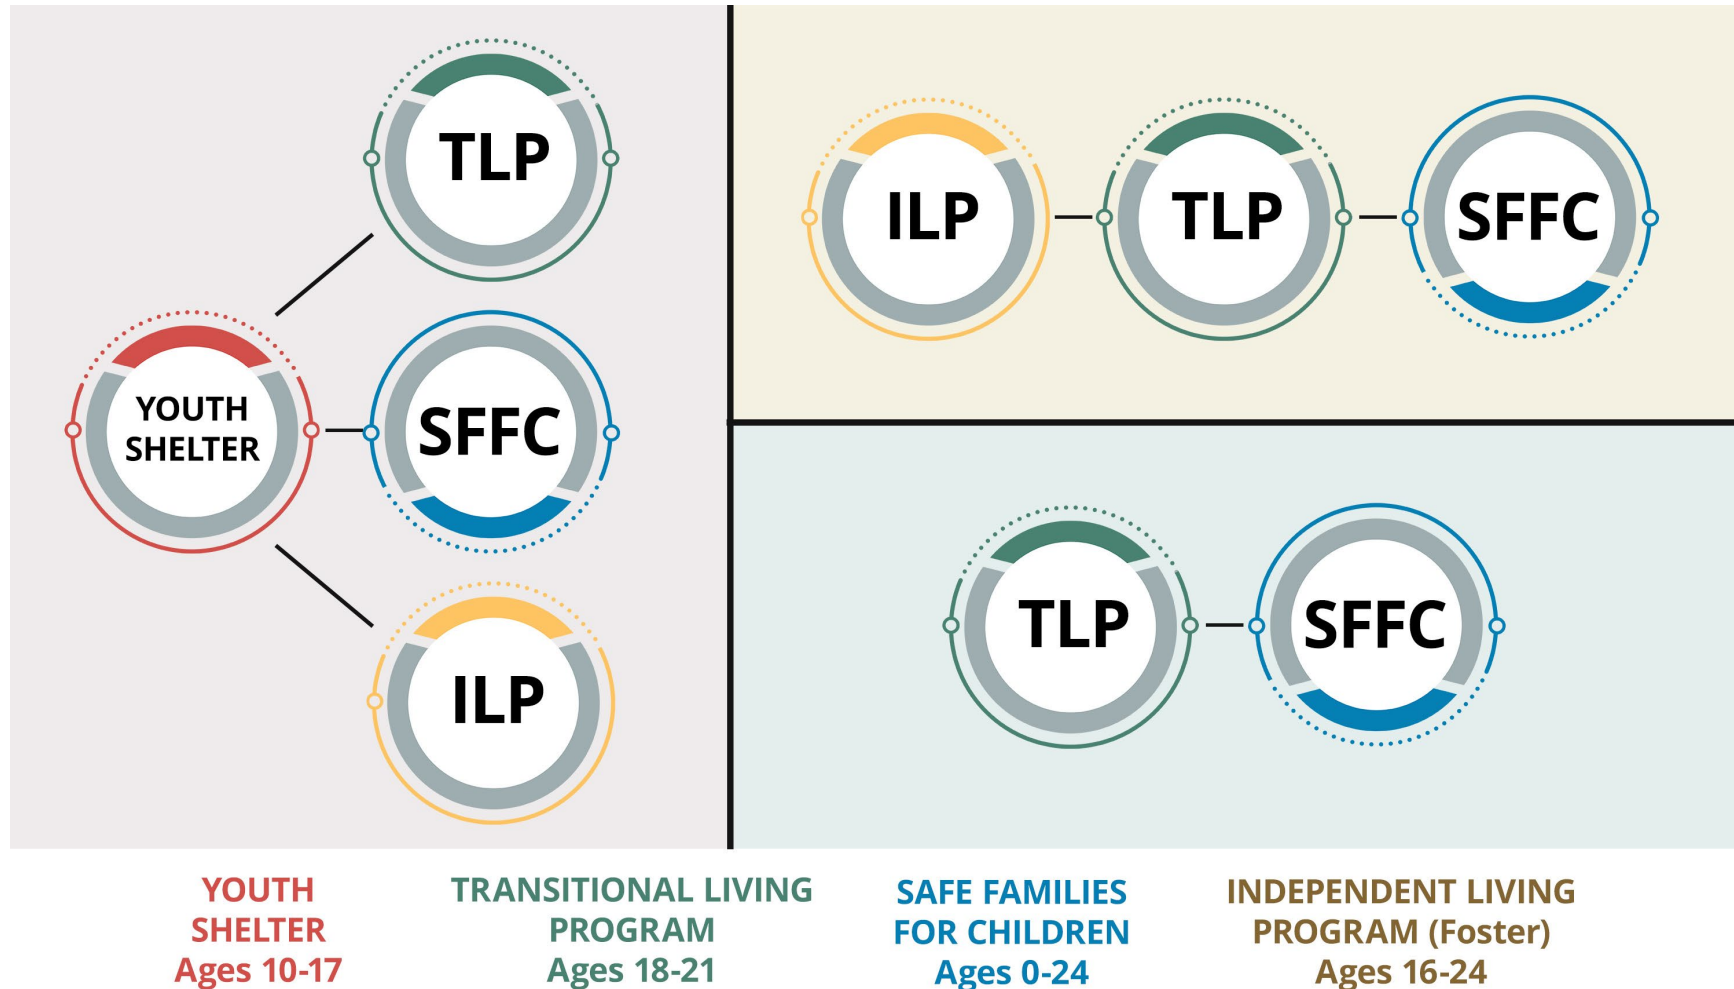 TLP
YOUTH
SHELTER
SFFC
ILP
ILP
TLP
SFFC
TLP
SFFC
YOUTH
SHELTER
Ages 10-17
TRANSITIONAL LIVING
PROGRAM
Ages 18-21
SAFE FAMILIES
FOR CHILDREN
Ages 0-24
INDEPENDENT LIVING
PROGRAM (Foster)
Ages 16-24